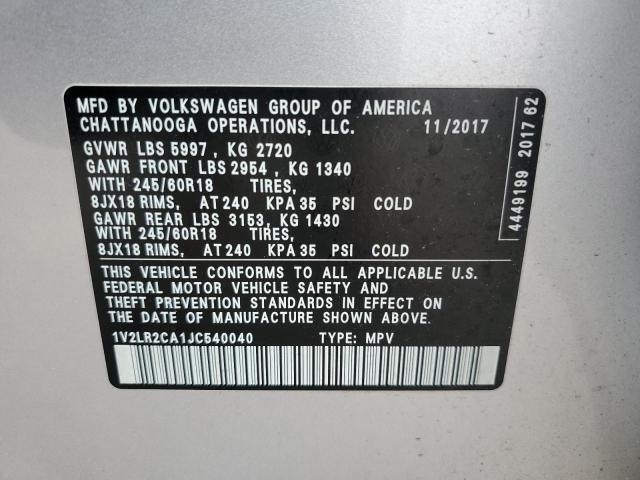 MFD BY VOLKSWAGEN GROUP OF AMERICA
CHATTANOOGA OPERATIONS, LLC. 11/2017
GVWR LBS 5997 , KG 2720
GAWR FRONT LBS 2954 , KG 1340
WITH 245/60R18 TIRES,
8JX18 RIMS, AT 240 KPA 35 PSI COLD
GAWR REAR LBS 3153, KG 1430
WITH 245/60R18 TIRES,
8JX18 RIMS, AT 240 KPA 35 PSI COLD
THIS VEHICLE CONFORMS TO ALL APPLICABLE U.S.
FEDERAL MOTOR VEHICLE SAFETY AND
THEFT PREVENTION STANDARDS IN EFFECT ON
THE DATE OF MANUFACTURE SHOWN ABOVE.
1V2LR2CA1JC540040 TYPE: MPV
4449199 2017 62